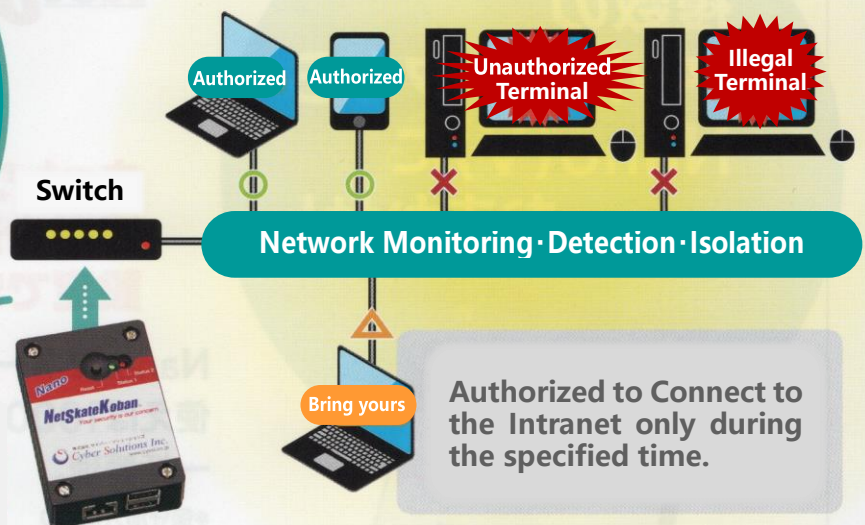 Authorized
Authorized
Unauthorized
Terminal
Illegal
Terminal
Switch
Network Monitoring·Detection·Isolation
Nano
NetSkateKoban
Your security is our concern
Cyber Solutions Inc.
Bring yours
Authorized to Connect to
the Intranet only during
the specified time.